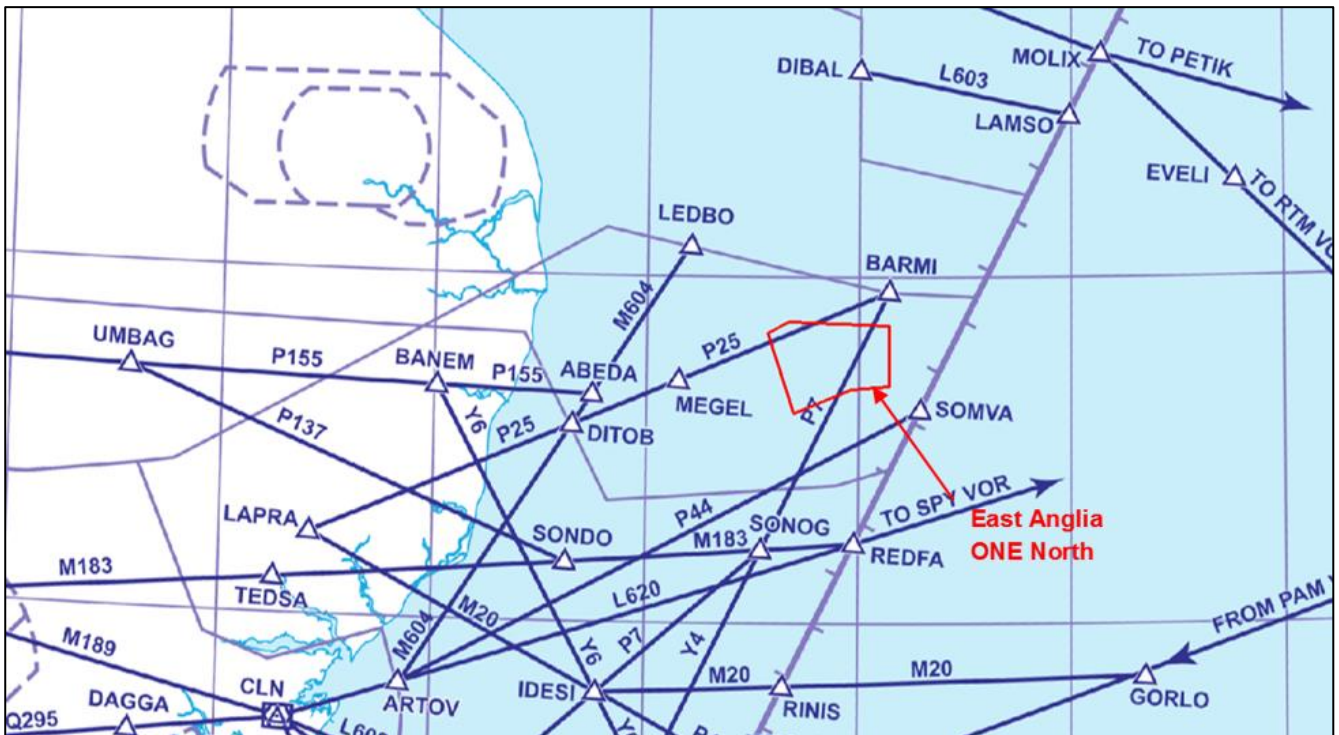 MOLIX
TO PETIK
DIBAL
L603
LAMSO
EVELI
TO RTM VO
LEDBO
BARMI
M604
UMBAG
P155
BANEM
P155
ABEDA
P25
MEGEL
P7
SOMVA
Y6
P25
DITOB
P137
LAPRA
P44
TO SPY VOR
East Anglia
ONE North
SONDO
M183
SONOG
REDFA
M183
TEDSA
L620
M20
M604
FROM PAM V
M189
Y6
P7
Y4
DAGGA
CLN
ARTOV
IDESI
M20
RINIS
M20
GORLO
Q295